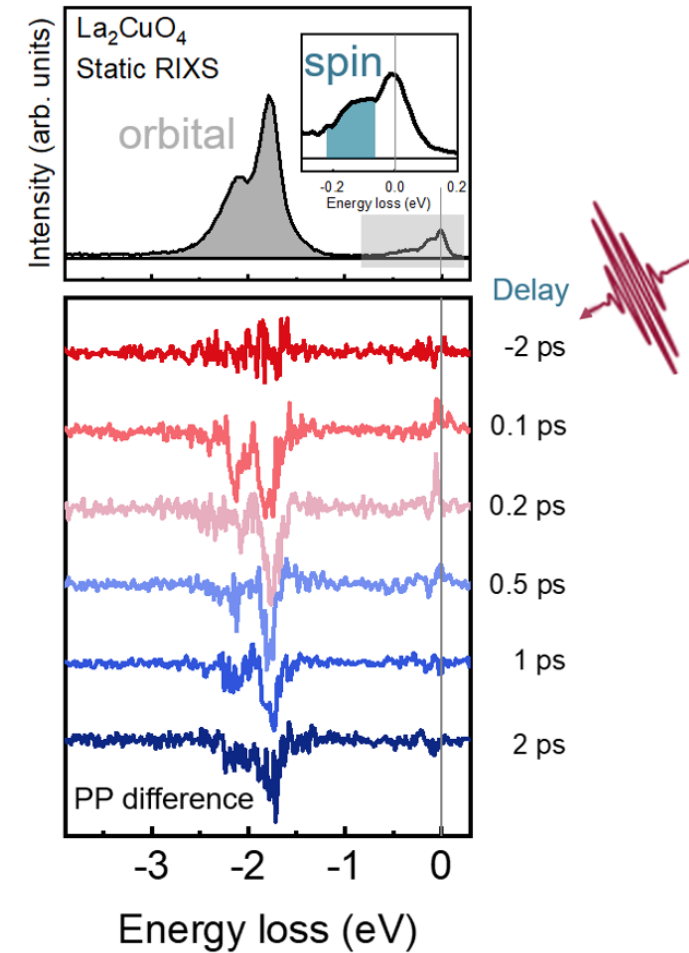 La₂CuO₄
Static RIXS
orbital
spin
-0.2 0.0 0.2
Energy loss (eV)
Intensity (arb. units)
Delay
-2 ps
0.1 ps
0.2 ps
0.5 ps
1 ps
2 ps
PP difference
-3 -2 -1 0
Energy loss (eV)